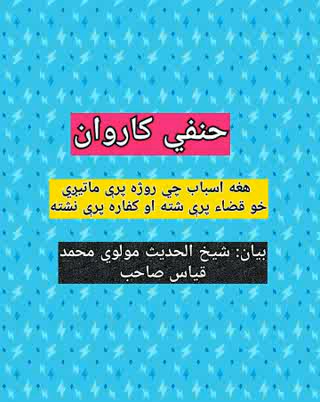 حنفي کاروان
هغه اسباب چي روژه پرې ماتيږي
خو قضاء پرې شته او کفاره پرې نشته
بيان: شيخ الحديث مولوي محمد
قياس صاحب